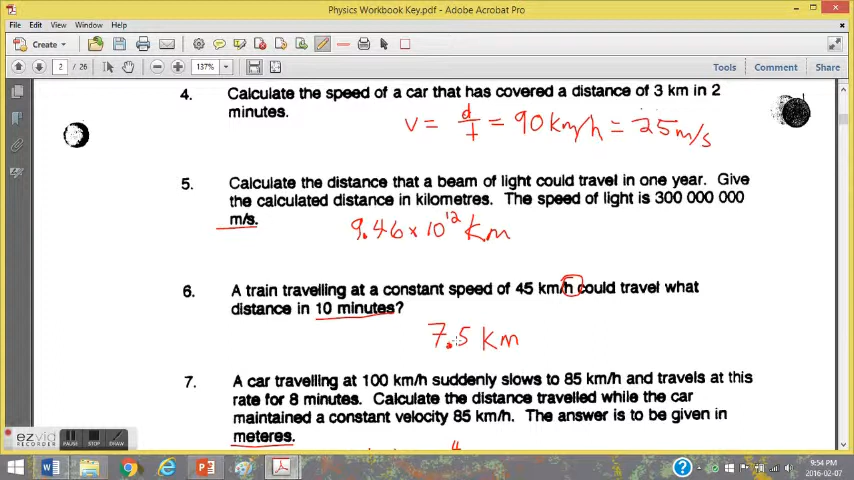 Physics Workbook Key.pdf - Adobe Acrobat Pro
File Edit View Window Help
Create
2 / 26 137% Tools Comment Share
4. Calculate the speed of a car that has covered a distance of 3 km in 2
minutes.
v = d/t = 90 km/h = 25 m/s
5. Calculate the distance that a beam of light could travel in one year. Give
the calculated distance in kilometres. The speed of light is 300 000 000
m/s.
9.46 x 10¹² Km
6. A train travelling at a constant speed of 45 km/h could travel what
distance in 10 minutes?
7.5 Km
7. A car travelling at 100 km/h suddenly slows to 85 km/h and travels at this
rate for 8 minutes. Calculate the distance travelled while the car
maintained a constant velocity 85 km/h. The answer is to be given in
meteres.
ezvid
RECORDER
PAUSE STOP DRAW
9:54 PM
2016-02-07